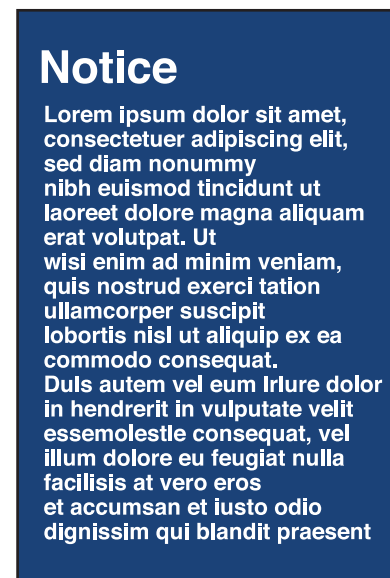 Notice
Lorem ipsum dolor sit amet,
consectetuer adipiscing elit,
sed diam nonummy
nibh euismod tincidunt ut
laoreet dolore magna aliquam
erat volutpat. Ut
wisi enim ad minim veniam,
quis nostrud exerci tation
ullamcorper suscipit
lobortis nisl ut aliquip ex ea
commodo consequat.
Duls autem vel eum Irlure dolor
in hendrerit in vulputate velit
essemolestle consequat, vel
illum dolore eu feugiat nulla
facilisis at vero eros
et accumsan et iusto odio
dignissim qui blandit praesent